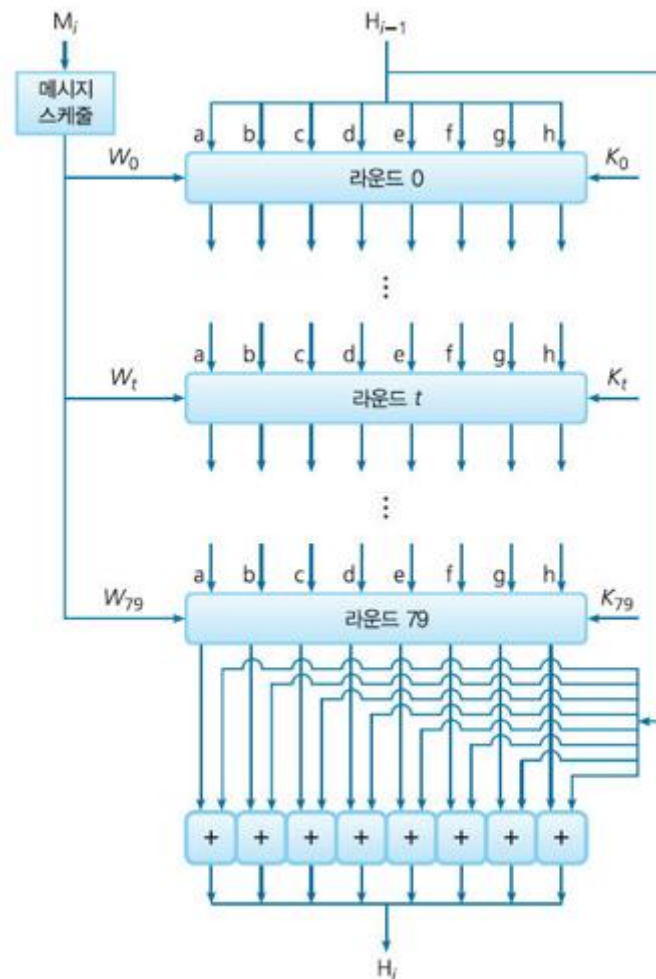 Mi
Hi−1
메시지
스케줄
a b c d e f g h
W0
라운드 0
K0
⋮
a b c d e f g h
Wt
라운드 t
Kt
⋮
a b c d e f g h
W79
라운드 79
K79
+ + + + + + + +
Hi